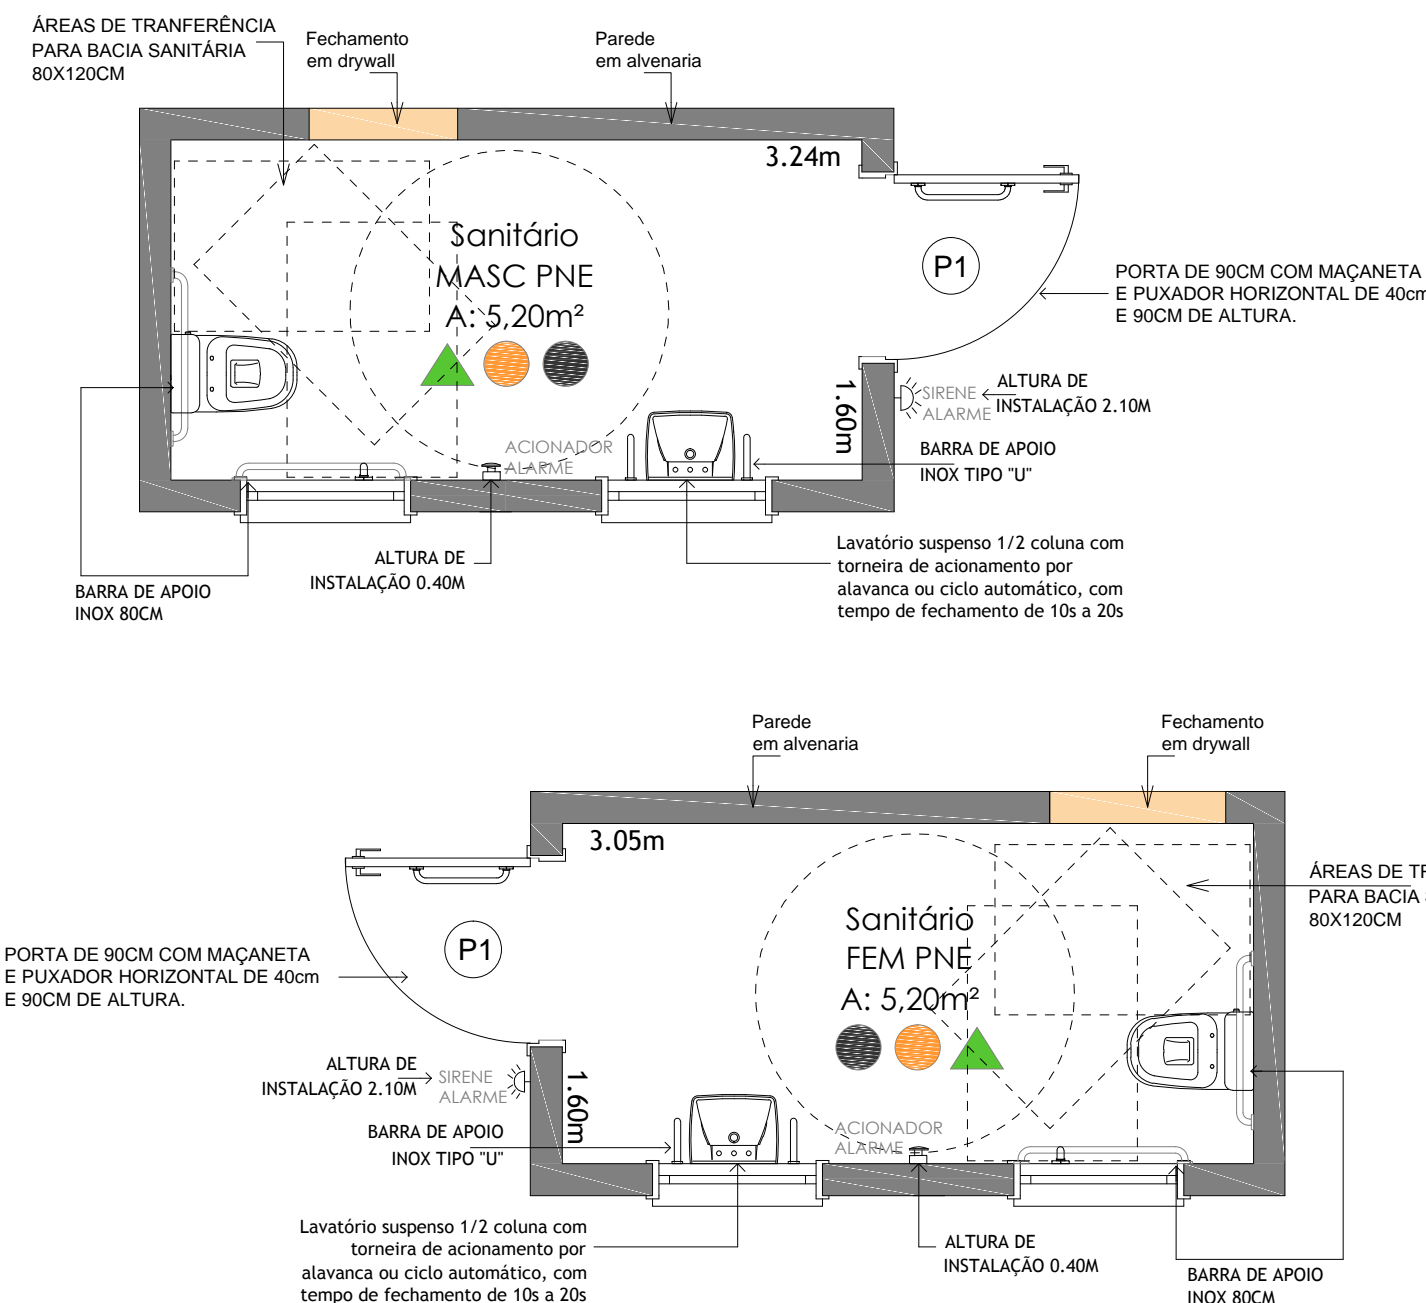 ÁREAS DE TRANFERÊNCIA
PARA BACIA SANITÁRIA
80X120CM
Fechamento
em drywall
Parede
em alvenaria
3.24m
Sanitário
MASC PNE
A: 5,20m²
P1
PORTA DE 90CM COM MAÇANETA
E PUXADOR HORIZONTAL DE 40cm
E 90CM DE ALTURA.
1.60m
SIRENE
ALARME
ALTURA DE
INSTALAÇÃO 2.10M
ACIONADOR
ALARME
BARRA DE APOIO
INOX TIPO "U"
ALTURA DE
INSTALAÇÃO 0.40M
BARRA DE APOIO
INOX 80CM
Lavatório suspenso 1/2 coluna com
torneira de acionamento por
alavanca ou ciclo automático, com
tempo de fechamento de 10s a 20s
Parede
em alvenaria
Fechamento
em drywall
3.05m
ÁREAS DE
PARA BACIA
80X120CM
Sanitário
FEM PNE
A: 5,20m²
P1
PORTA DE 90CM COM MAÇANETA
E PUXADOR HORIZONTAL DE 40cm
E 90CM DE ALTURA.
ALTURA DE
INSTALAÇÃO 2.10M
SIRENE
ALARME
1.60m
BARRA DE APOIO
INOX TIPO "U"
ACIONADOR
ALARME
Lavatório suspenso 1/2 coluna com
torneira de acionamento por
alavanca ou ciclo automático, com
tempo de fechamento de 10s a 20s
ALTURA DE
INSTALAÇÃO 0.40M
BARRA DE APOIO
INOX 80CM